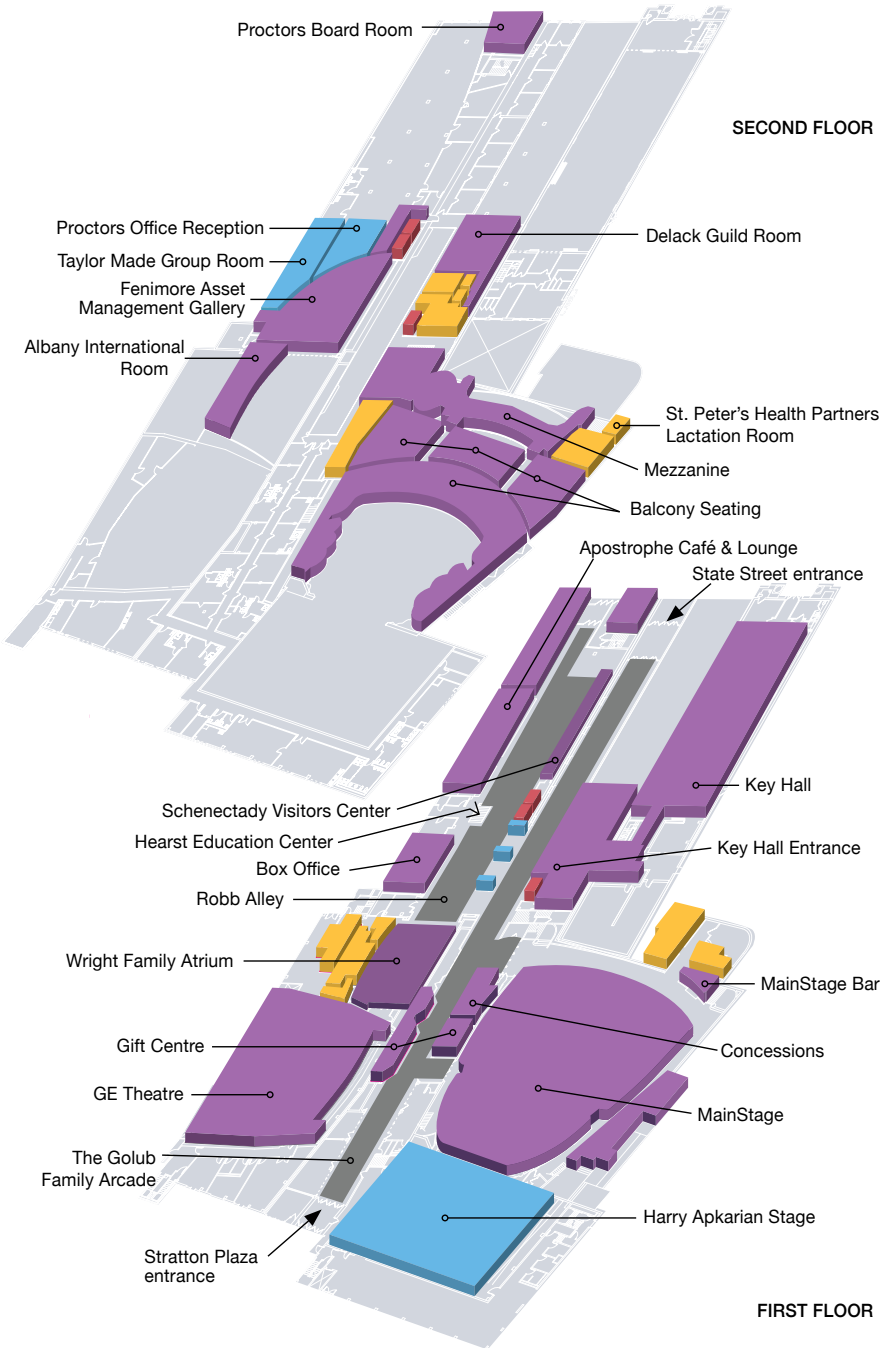 Proctors Board Room
SECOND FLOOR
Proctors Office Reception
Delack Guild Room
Taylor Made Group Room
Fenimore Asset
Management Gallery
Albany International
Room
St. Peter’s Health Partners
Lactation Room
Mezzanine
Balcony Seating
Apostrophe Café & Lounge
State Street entrance
Key Hall
Schenectady Visitors Center
Hearst Education Center
Key Hall Entrance
Box Office
Robb Alley
Wright Family Atrium
MainStage Bar
Gift Centre
Concessions
GE Theatre
MainStage
The Golub
Family Arcade
Harry Apkarian Stage
Stratton Plaza
entrance
FIRST FLOOR